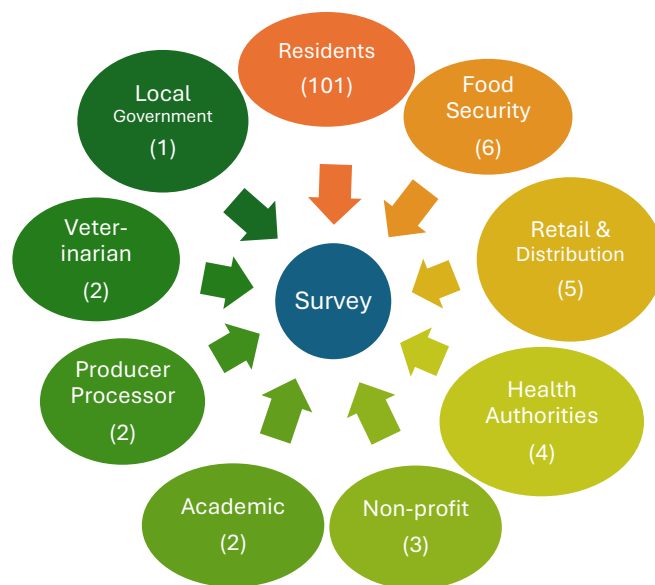 Residents
(101)
Food
Security
(6)
Retail &
Distribution
(5)
Health
Authorities
(4)
Non-profit
(3)
Academic
(2)
Producer
Processor
(2)
Veter-
inarian
(2)
Local
Government
(1)
Survey